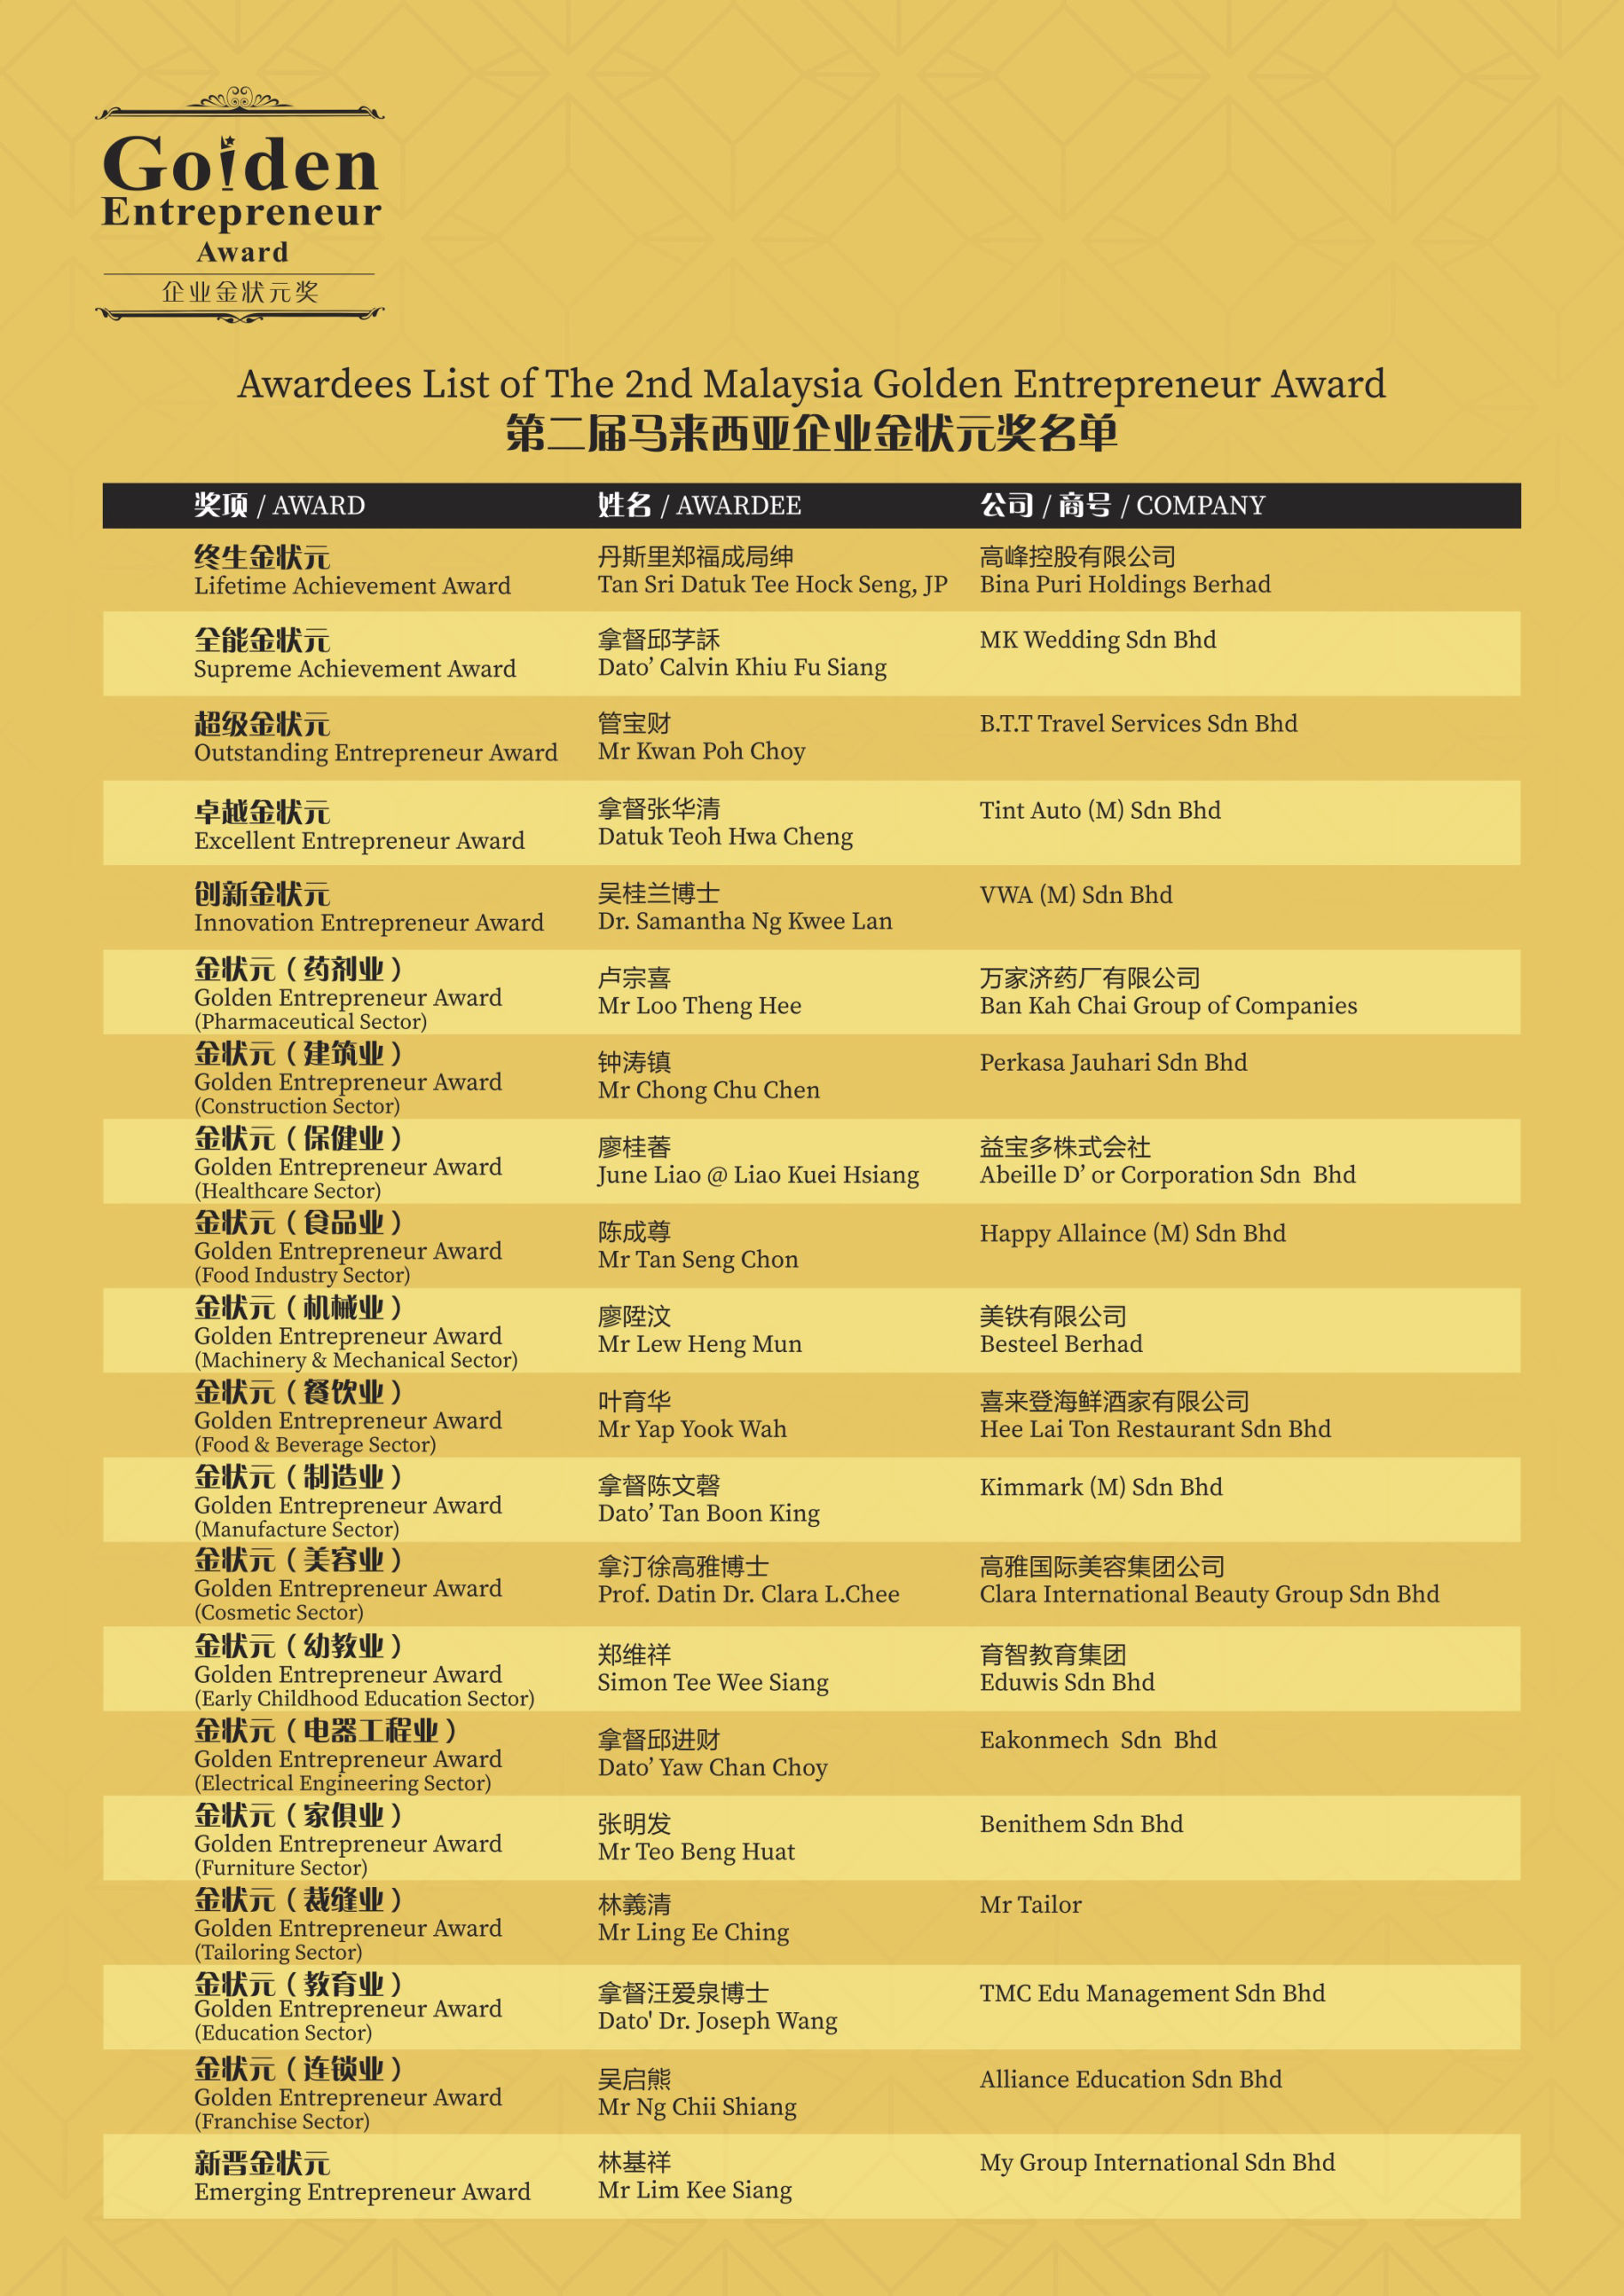 Golden
Entrepreneur
Award
企业金状元奖
Awardees List of The 2nd Malaysia Golden Entrepreneur Award
第二届马来西亚企业金状元奖名单
奖项 / AWARD 姓名 / AWARDEE 公司 / 商号 / COMPANY
终生金状元 丹斯里郑福成局绅 高峰控股有限公司
Lifetime Achievement Award Tan Sri Datuk Tee Hock Seng, JP Bina Puri Holdings Berhad
全能金状元 拿督邱芓訸 MK Wedding Sdn Bhd
Supreme Achievement Award Dato’ Calvin Khiu Fu Siang
超级金状元 管宝财 B.T.T Travel Services Sdn Bhd
Outstanding Entrepreneur Award Mr Kwan Poh Choy
卓越金状元 拿督张华清 Tint Auto (M) Sdn Bhd
Excellent Entrepreneur Award Datuk Teoh Hwa Cheng
创新金状元 吴桂兰博士 VWA (M) Sdn Bhd
Innovation Entrepreneur Award Dr. Samantha Ng Kwee Lan
金状元（药剂业） 卢宗喜 万家济药厂有限公司
Golden Entrepreneur Award Mr Loo Theng Hee Ban Kah Chai Group of Companies
(Pharmaceutical Sector)
金状元（建筑业） 钟涛镇 Perkasa Jauhari Sdn Bhd
Golden Entrepreneur Award Mr Chong Chu Chen
(Construction Sector)
金状元（保健业） 廖桂萫 益宝多株式会社
Golden Entrepreneur Award June Liao @ Liao Kuei Hsiang Abeille D’ or Corporation Sdn Bhd
(Healthcare Sector)
金状元（食品业） 陈成尊 Happy Allaince (M) Sdn Bhd
Golden Entrepreneur Award Mr Tan Seng Chon
(Food Industry Sector)
金状元（机械业） 廖陞汶 美铁有限公司
Golden Entrepreneur Award Mr Lew Heng Mun Besteel Berhad
(Machinery & Mechanical Sector)
金状元（餐饮业） 叶育华 喜来登海鲜酒家有限公司
Golden Entrepreneur Award Mr Yap Yook Wah Hee Lai Ton Restaurant Sdn Bhd
(Food & Beverage Sector)
金状元（制造业） 拿督陈文磬 Kimmark (M) Sdn Bhd
Golden Entrepreneur Award Dato’ Tan Boon King
(Manufacture Sector)
金状元（美容业） 拿汀徐高雅博士 高雅国际美容集团公司
Golden Entrepreneur Award Prof. Datin Dr. Clara L.Chee Clara International Beauty Group Sdn Bhd
(Cosmetic Sector)
金状元（幼教业） 郑维祥 育智教育集团
Golden Entrepreneur Award Simon Tee Wee Siang Eduwis Sdn Bhd
(Early Childhood Education Sector)
金状元（电器工程业） 拿督邱进财 Eakonmech Sdn Bhd
Golden Entrepreneur Award Dato’ Yaw Chan Choy
(Electrical Engineering Sector)
金状元（家俱业） 张明发 Benithem Sdn Bhd
Golden Entrepreneur Award Mr Teo Beng Huat
(Furniture Sector)
金状元（裁缝业） 林義清 Mr Tailor
Golden Entrepreneur Award Mr Ling Ee Ching
(Tailoring Sector)
金状元（教育业） 拿督汪爱泉博士 TMC Edu Management Sdn Bhd
Golden Entrepreneur Award Dato' Dr. Joseph Wang
(Education Sector)
金状元（连锁业） 吴启熊 Alliance Education Sdn Bhd
Golden Entrepreneur Award Mr Ng Chii Shiang
(Franchise Sector)
新晋金状元 林基祥 My Group International Sdn Bhd
Emerging Entrepreneur Award Mr Lim Kee Siang